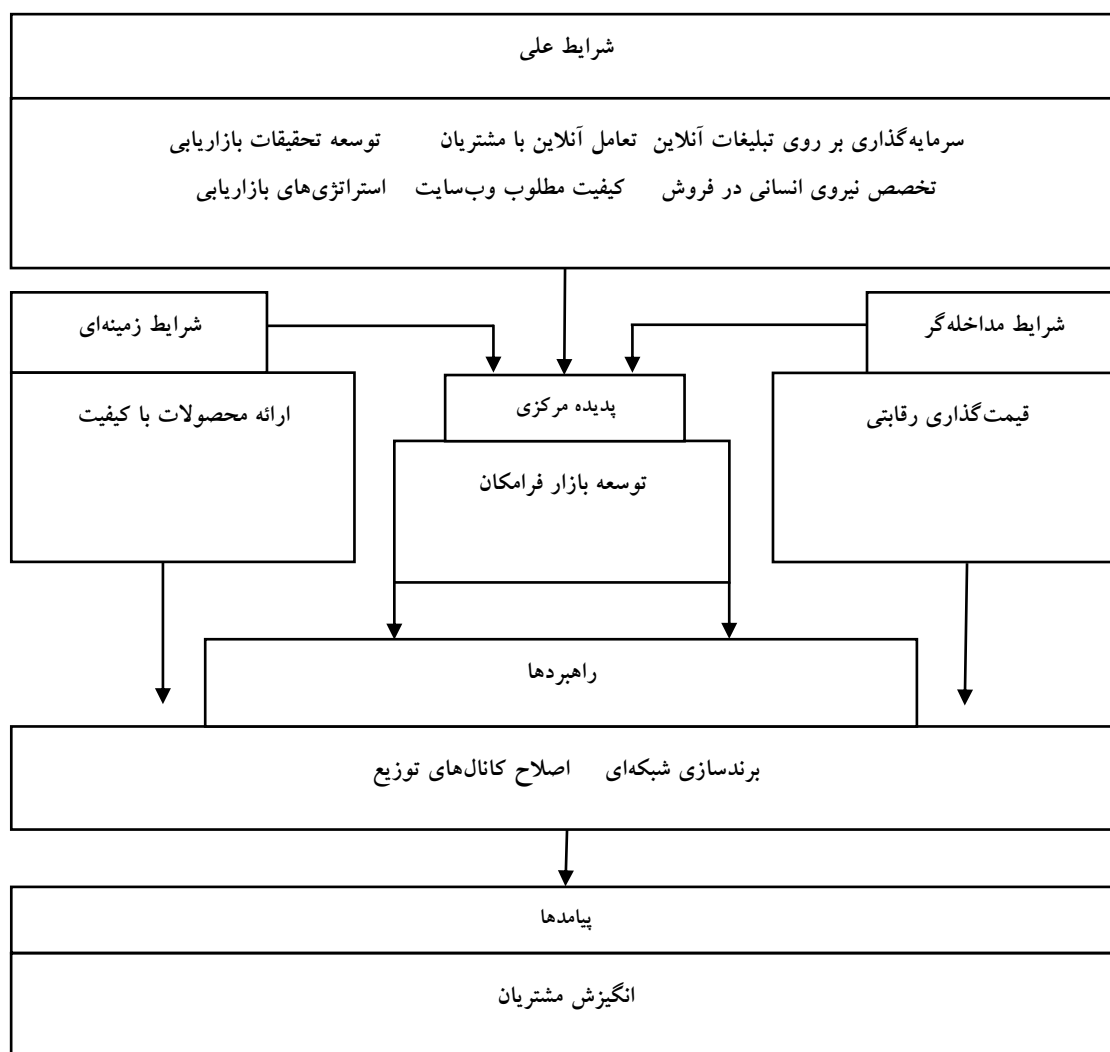 شرایط علی
سرمایه‌گذاری بر روی تبلیغات آنلاین تعامل آنلاین با مشتریان توسعه تحقیقات بازاریابی
تخصص نیروی انسانی در فروش کیفیت مطلوب وب‌سایت استراتژی‌های بازاریابی
شرایط مداخله‌گر
شرایط زمینه‌ای
پدیده مرکزی
قیمت‌گذاری رقابتی
ارائه محصولات با کیفیت
توسعه بازار فرامکان
راهبردها
برندسازی شبکه‌ای اصلاح کانال‌های توزیع
پیامدها
انگیزش مشتریان